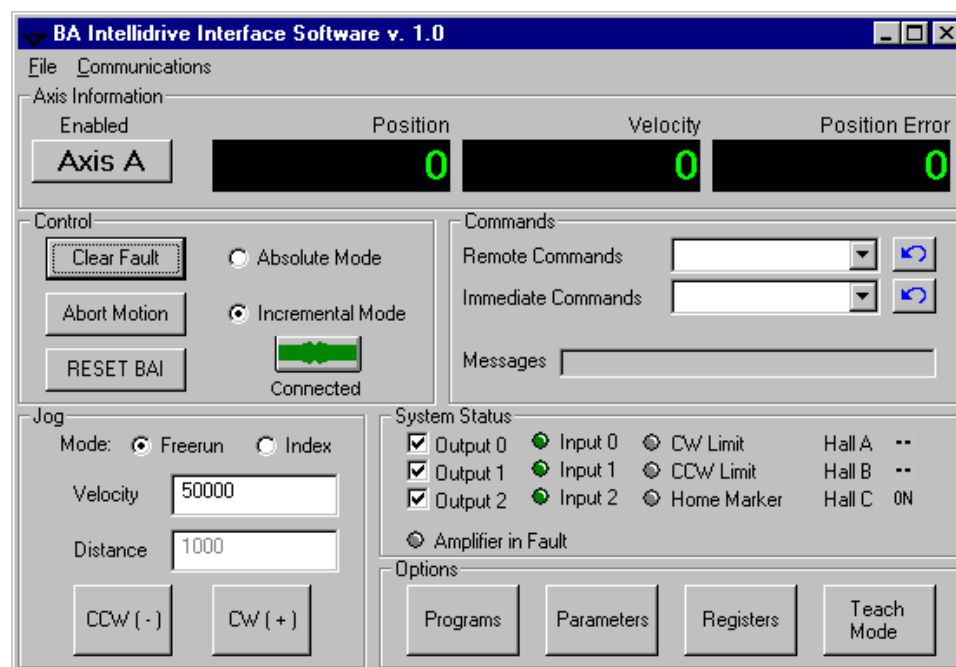 BA Intellidrive Interface Software v. 1.0
File Communications
Axis Information
Enabled Position Velocity Position Error
Axis A 0 0 0
Control
Clear Fault Absolute Mode
Abort Motion Incremental Mode
RESET BAI Connected
Commands
Remote Commands
Immediate Commands
Messages
Jog
Mode: Freerun Index
Velocity 50000
Distance 1000
CCW ( - ) CW ( + )
System Status
Output 0 Input 0 CW Limit Hall A --
Output 1 Input 1 CCW Limit Hall B --
Output 2 Input 2 Home Marker Hall C ON
Amplifier in Fault
Options
Programs Parameters Registers Teach Mode